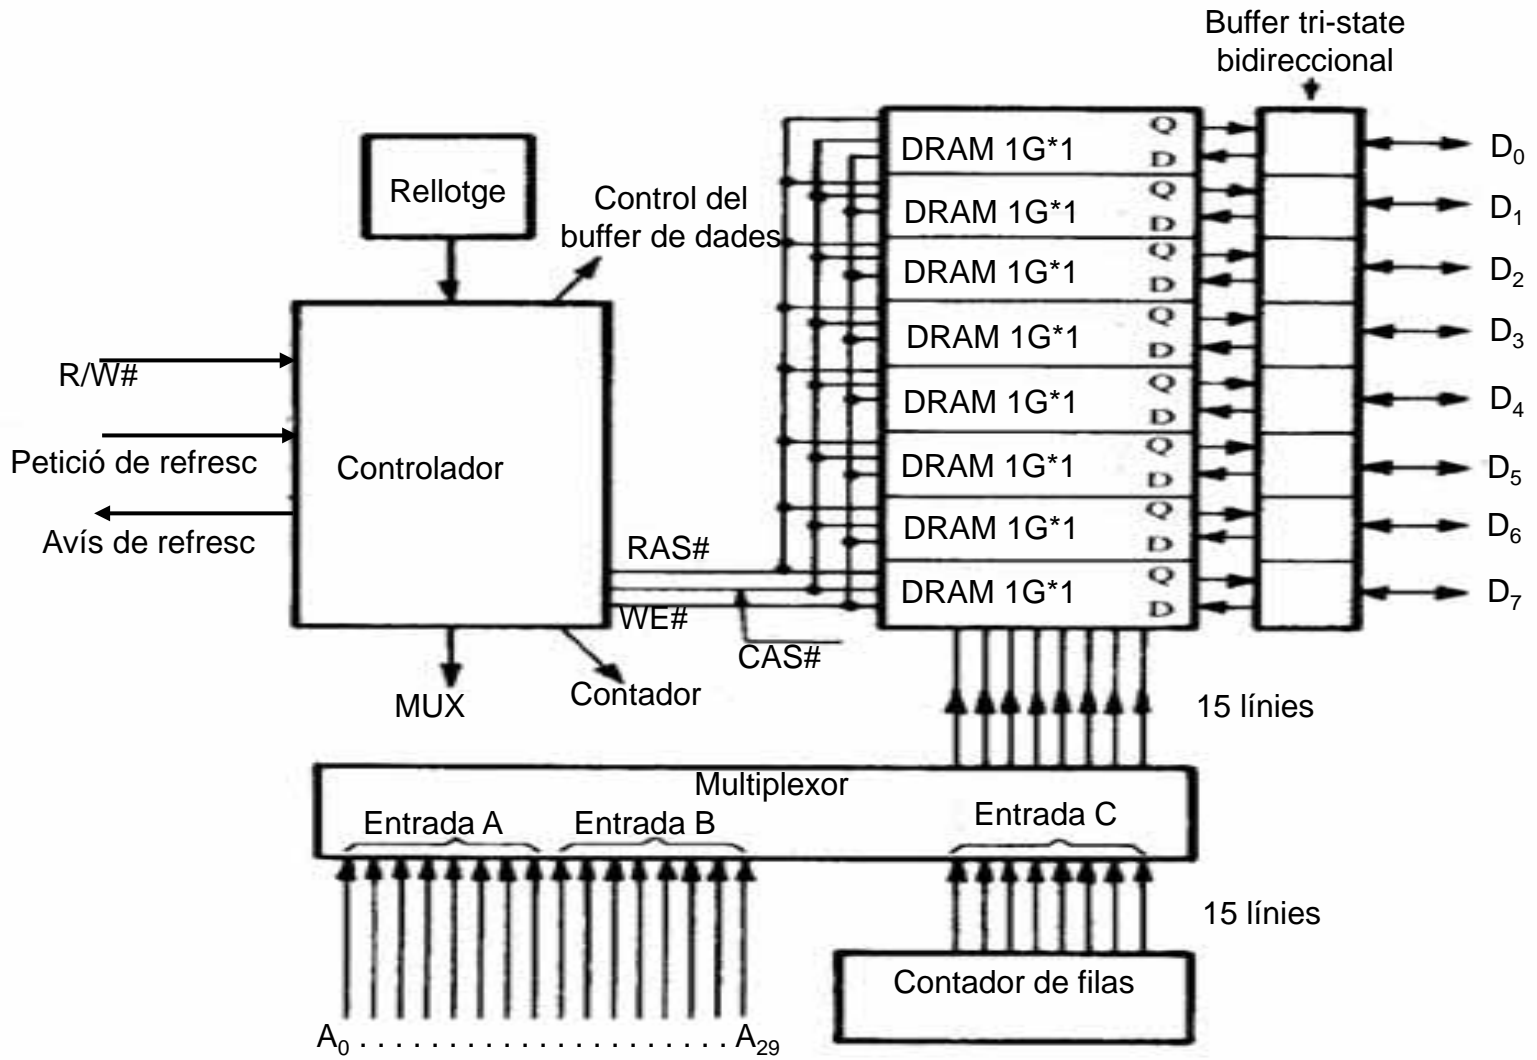 Buffer tri-state
bidireccional
Rellotge
Control del
buffer de dades
R/W#
Petició de refresc
Avís de refresc
Controlador
RAS#
WE#
CAS#
MUX
Contador
DRAM 1G*1
Q
D
D0
DRAM 1G*1
Q
D
D1
DRAM 1G*1
Q
D
D2
DRAM 1G*1
Q
D
D3
DRAM 1G*1
Q
D
D4
DRAM 1G*1
Q
D
D5
DRAM 1G*1
Q
D
D6
DRAM 1G*1
Q
D
D7
15 línies
Multiplexor
Entrada A
Entrada B
Entrada C
15 línies
Contador de filas
A0 . . . . . . . . . . . . . . . . . . . . A29